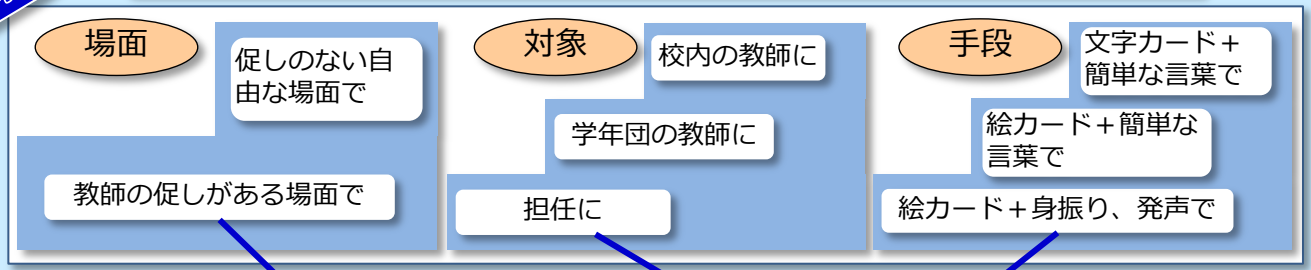 場面
促しのない自
由な場面で
教師の促しがある場面で
対象
校内の教師に
学年団の教師に
担任に
手段
文字カード＋
簡単な言葉で
絵カード＋簡単な
言葉で
絵カード＋身振り、発声で